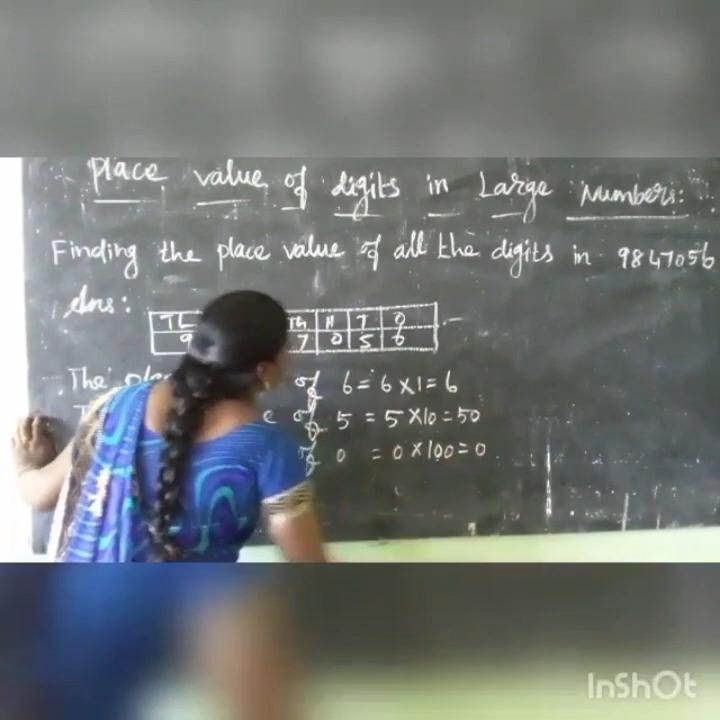 Place value of digits in Large Numbers:
Finding the place value of all the digits in 9847056
Ans:
TL Th H T O
9 7 0 5 6
The of 6 = 6 × 1 = 6
of 5 = 5 × 10 = 50
of 0 = 0 × 100 = 0
InShOt